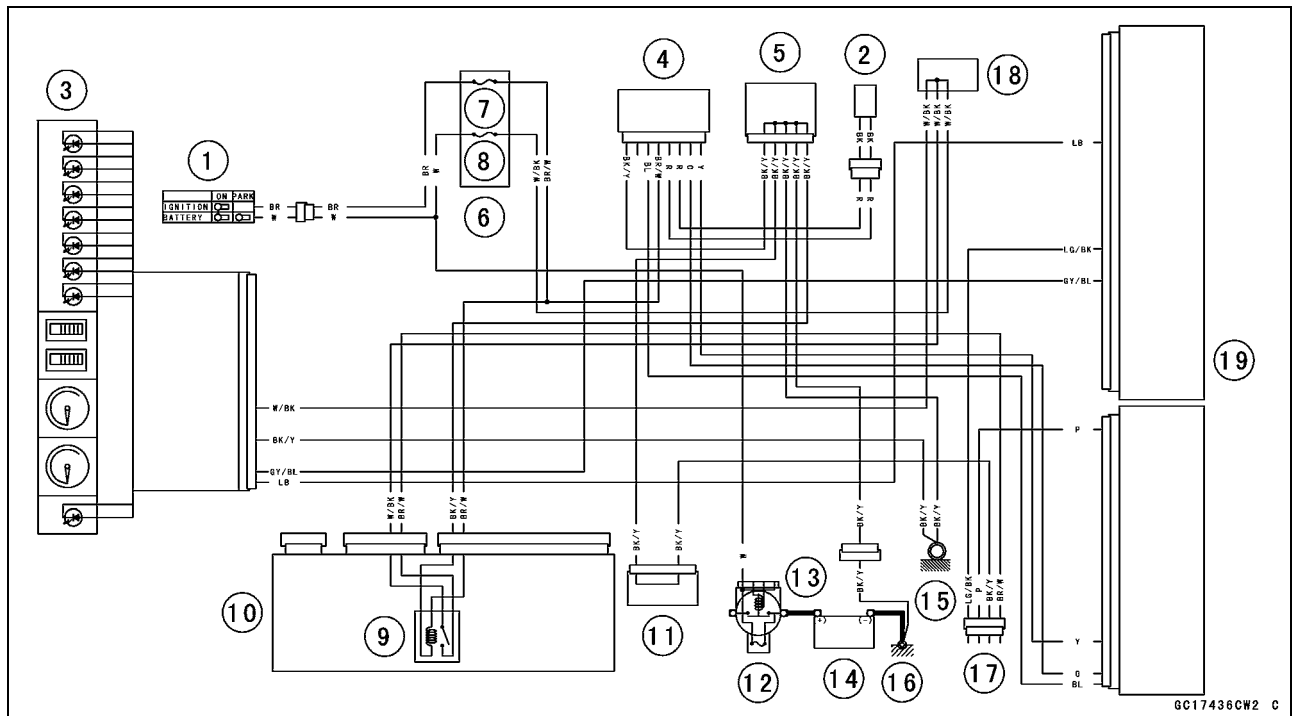 3
1
ON PARK
IGNITION
BATTERY
BR
W
BR
W
BR
W
7
8
6
W/BK
BR/W
4
BK/Y
BL
BR/W
R
R
O
Y
5
BK/Y
BK/Y
BK/Y
BK/Y
BK/Y
2
BK
BK
R
R
18
W/BK
W/BK
W/BK
LB
LG/BK
GY/BL
19
W/BK
BK/Y
GY/BL
LB
W/BK
BR/W
BK/Y
BR/W
10
9
BK/Y
BK/Y
11
W
13
12
(+)
(-)
14
BK/Y
BK/Y
16
BK/Y
BK/Y
15
LG/BK
P
BK/Y
BR/W
17
P
Y
O
BL
GC17436CW2 C